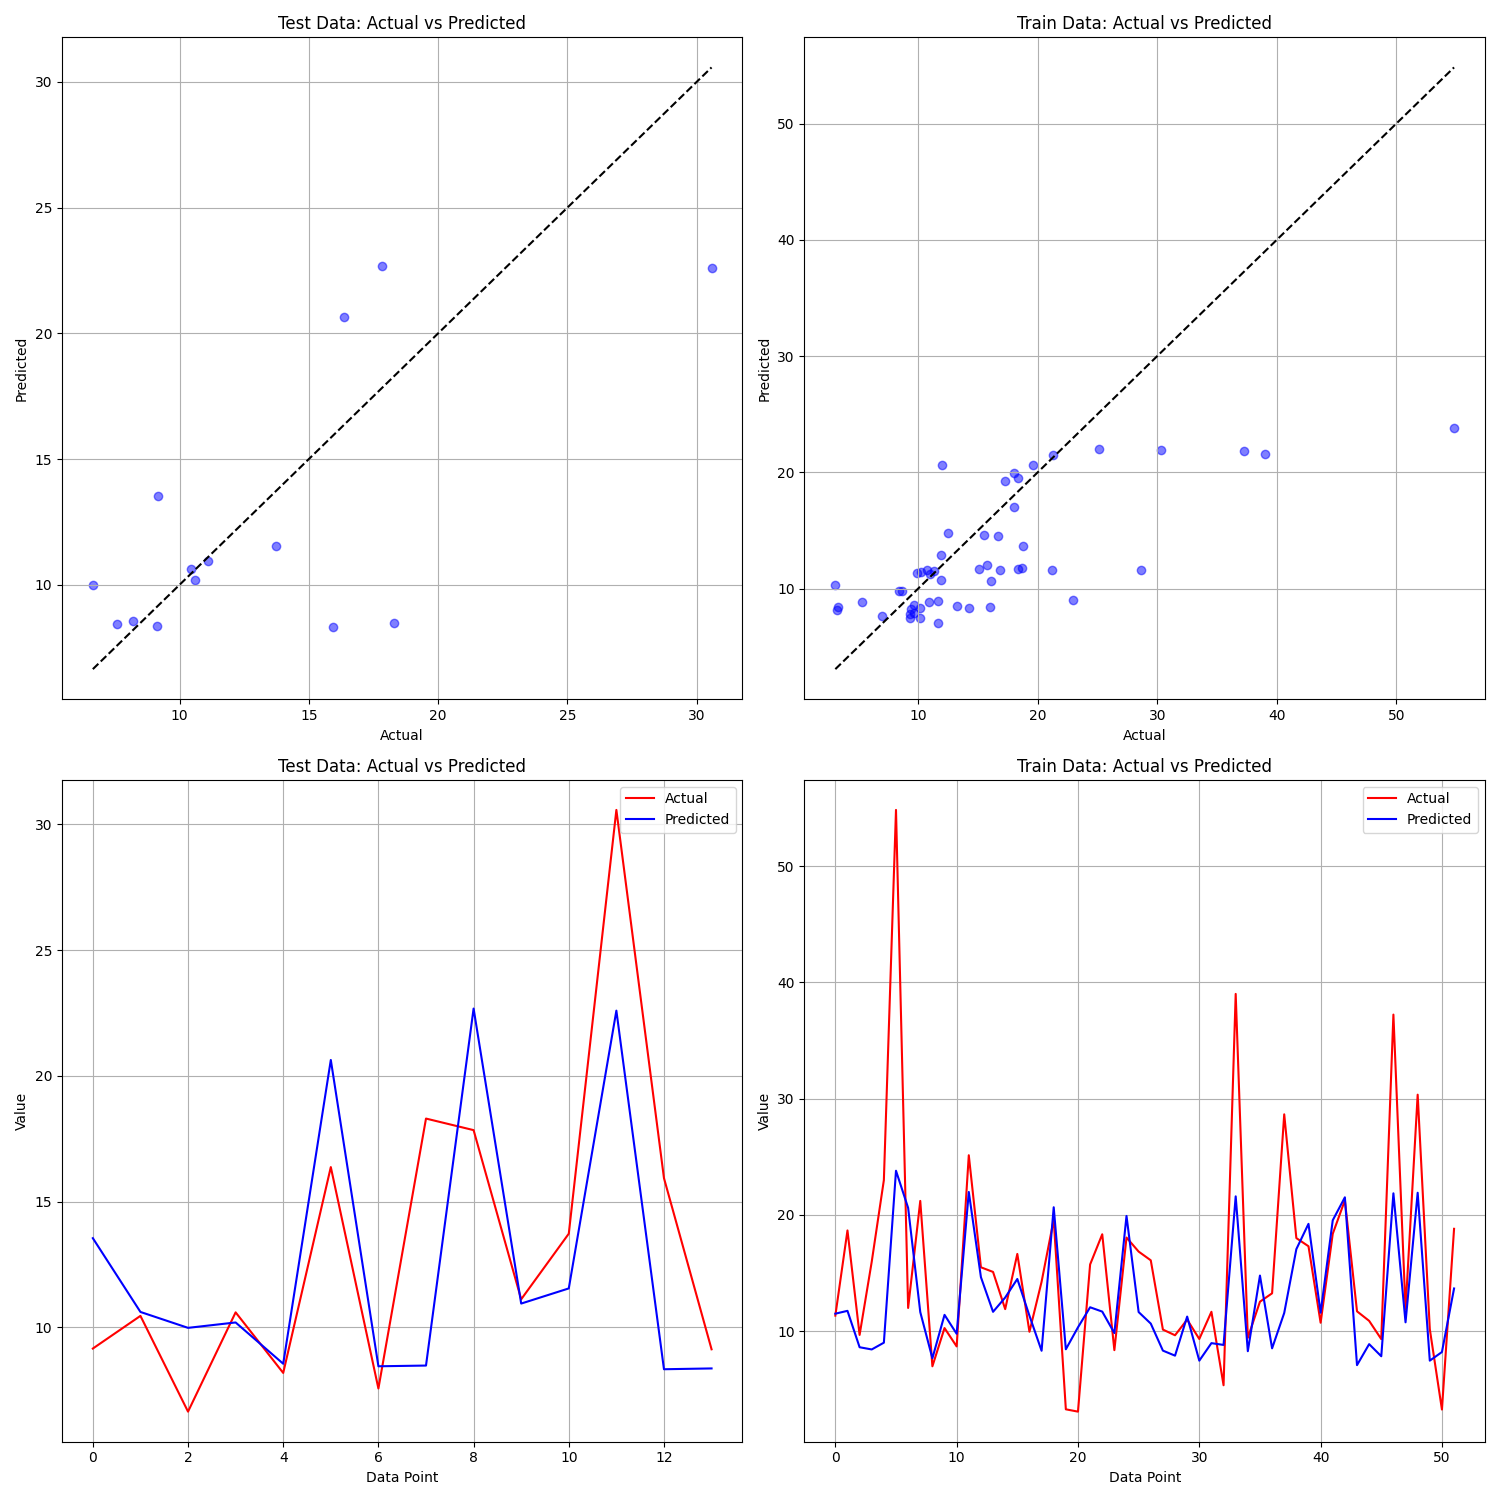 Test Data: Actual vs Predicted
30
25
20
15
10
Predicted
10 15 20 25 30
Actual
Train Data: Actual vs Predicted
50
40
30
20
10
Predicted
10 20 30 40 50
Actual
Test Data: Actual vs Predicted
Actual
Predicted
30
25
20
15
10
Value
0 2 4 6 8 10 12
Data Point
Train Data: Actual vs Predicted
Actual
Predicted
50
40
30
20
10
Value
0 10 20 30 40 50
Data Point